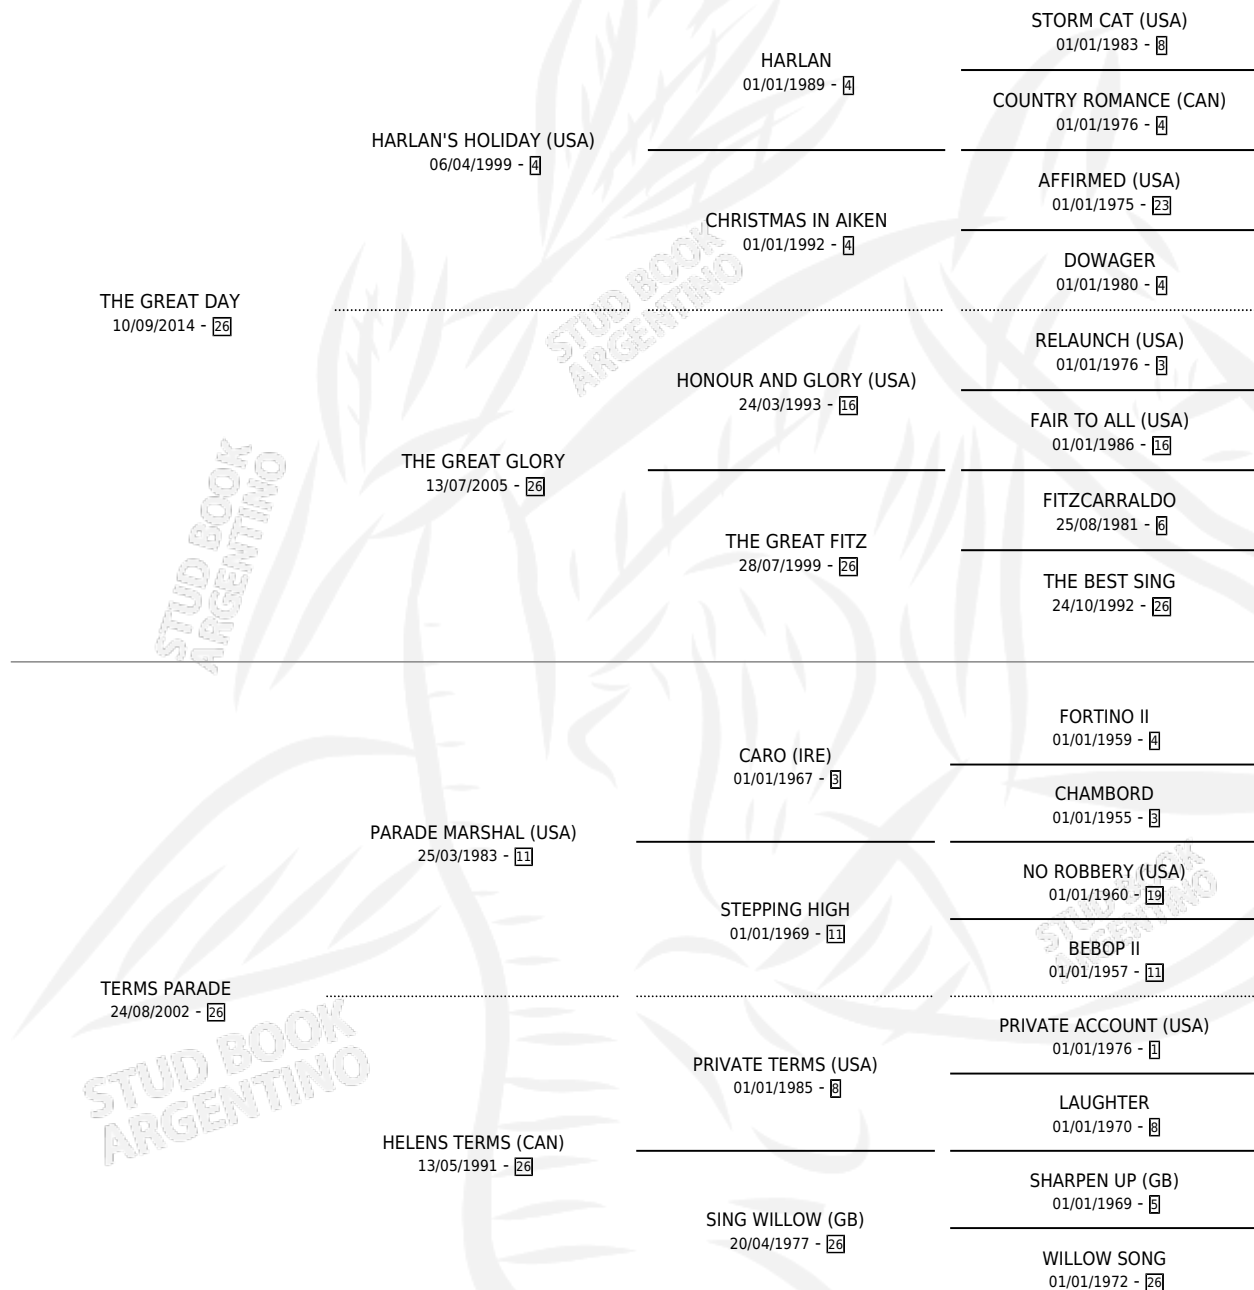 STORM CAT (USA)
01/01/1983 - 8
HARLAN
01/01/1989 - 4
COUNTRY ROMANCE (CAN)
01/01/1976 - 4
HARLAN'S HOLIDAY (USA)
06/04/1999 - 4
AFFIRMED (USA)
01/01/1975 - 23
CHRISTMAS IN AIKEN
01/01/1992 - 4
DOWAGER
01/01/1980 - 4
THE GREAT DAY
10/09/2014 - 26
STUD BOOK
ARGENTINO
RELAUNCH (USA)
01/01/1976 - 3
HONOUR AND GLORY (USA)
24/03/1993 - 16
FAIR TO ALL (USA)
01/01/1986 - 16
THE GREAT GLORY
13/07/2005 - 26
FITZCARRALDO
25/08/1981 - 6
THE GREAT FITZ
28/07/1999 - 26
THE BEST SING
24/10/1992 - 26
STUD BOOK
ARGENTINO
FORTINO II
01/01/1959 - 4
CARO (IRE)
01/01/1967 - 3
CHAMBORD
01/01/1955 - 3
PARADE MARSHAL (USA)
25/03/1983 - 11
NO ROBBERY (USA)
01/01/1960 - 19
STEPPING HIGH
01/01/1969 - 11
STUD BOOK
ARGENTINO
BEBOP II
01/01/1957 - 11
TERMS PARADE
24/08/2002 - 26
PRIVATE ACCOUNT (USA)
01/01/1976 - 1
PRIVATE TERMS (USA)
01/01/1985 - 8
STUD BOOK
ARGENTINO
LAUGHTER
01/01/1970 - 8
HELENS TERMS (CAN)
13/05/1991 - 26
SHARPEN UP (GB)
01/01/1969 - 5
SING WILLOW (GB)
20/04/1977 - 26
WILLOW SONG
01/01/1972 - 26